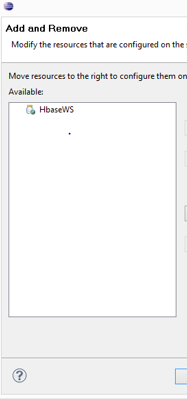 Add and Remove
Modify the resources that are configured on the s
Move resources to the right to configure them on
Available:
HbaseWS
?